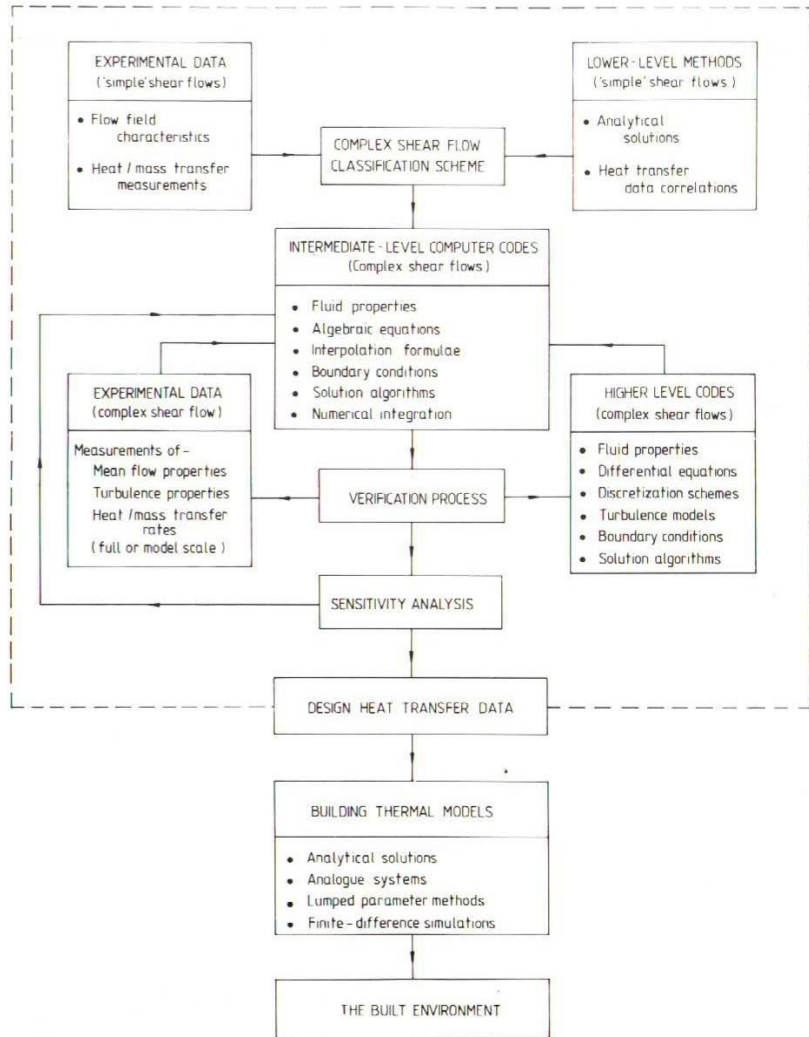 EXPERIMENTAL DATA
('simple' shear flows)
• Flow field
characteristics
• Heat / mass transfer
measurements
LOWER-LEVEL METHODS
('simple' shear flows )
• Analytical
solutions
• Heat transfer
data correlations
COMPLEX SHEAR FLOW
CLASSIFICATION SCHEME
INTERMEDIATE-LEVEL COMPUTER CODES
(Complex shear flows)
• Fluid properties
• Algebraic equations
• Interpolation formulae
• Boundary conditions
• Solution algorithms
• Numerical integration
EXPERIMENTAL DATA
(complex shear flow)
Measurements of-
Mean flow properties
Turbulence properties
Heat /mass transfer
rates
(full or model scale )
HIGHER LEVEL CODES
(complex shear flows)
• Fluid properties
• Differential equations
• Discretization schemes
• Turbulence models
• Boundary conditions
• Solution algorithms
VERIFICATION PROCESS
SENSITIVITY ANALYSIS
DESIGN HEAT TRANSFER DATA
BUILDING THERMAL MODELS
• Analytical solutions
• Analogue systems
• Lumped parameter methods
• Finite-difference simulations
THE BUILT ENVIRONMENT